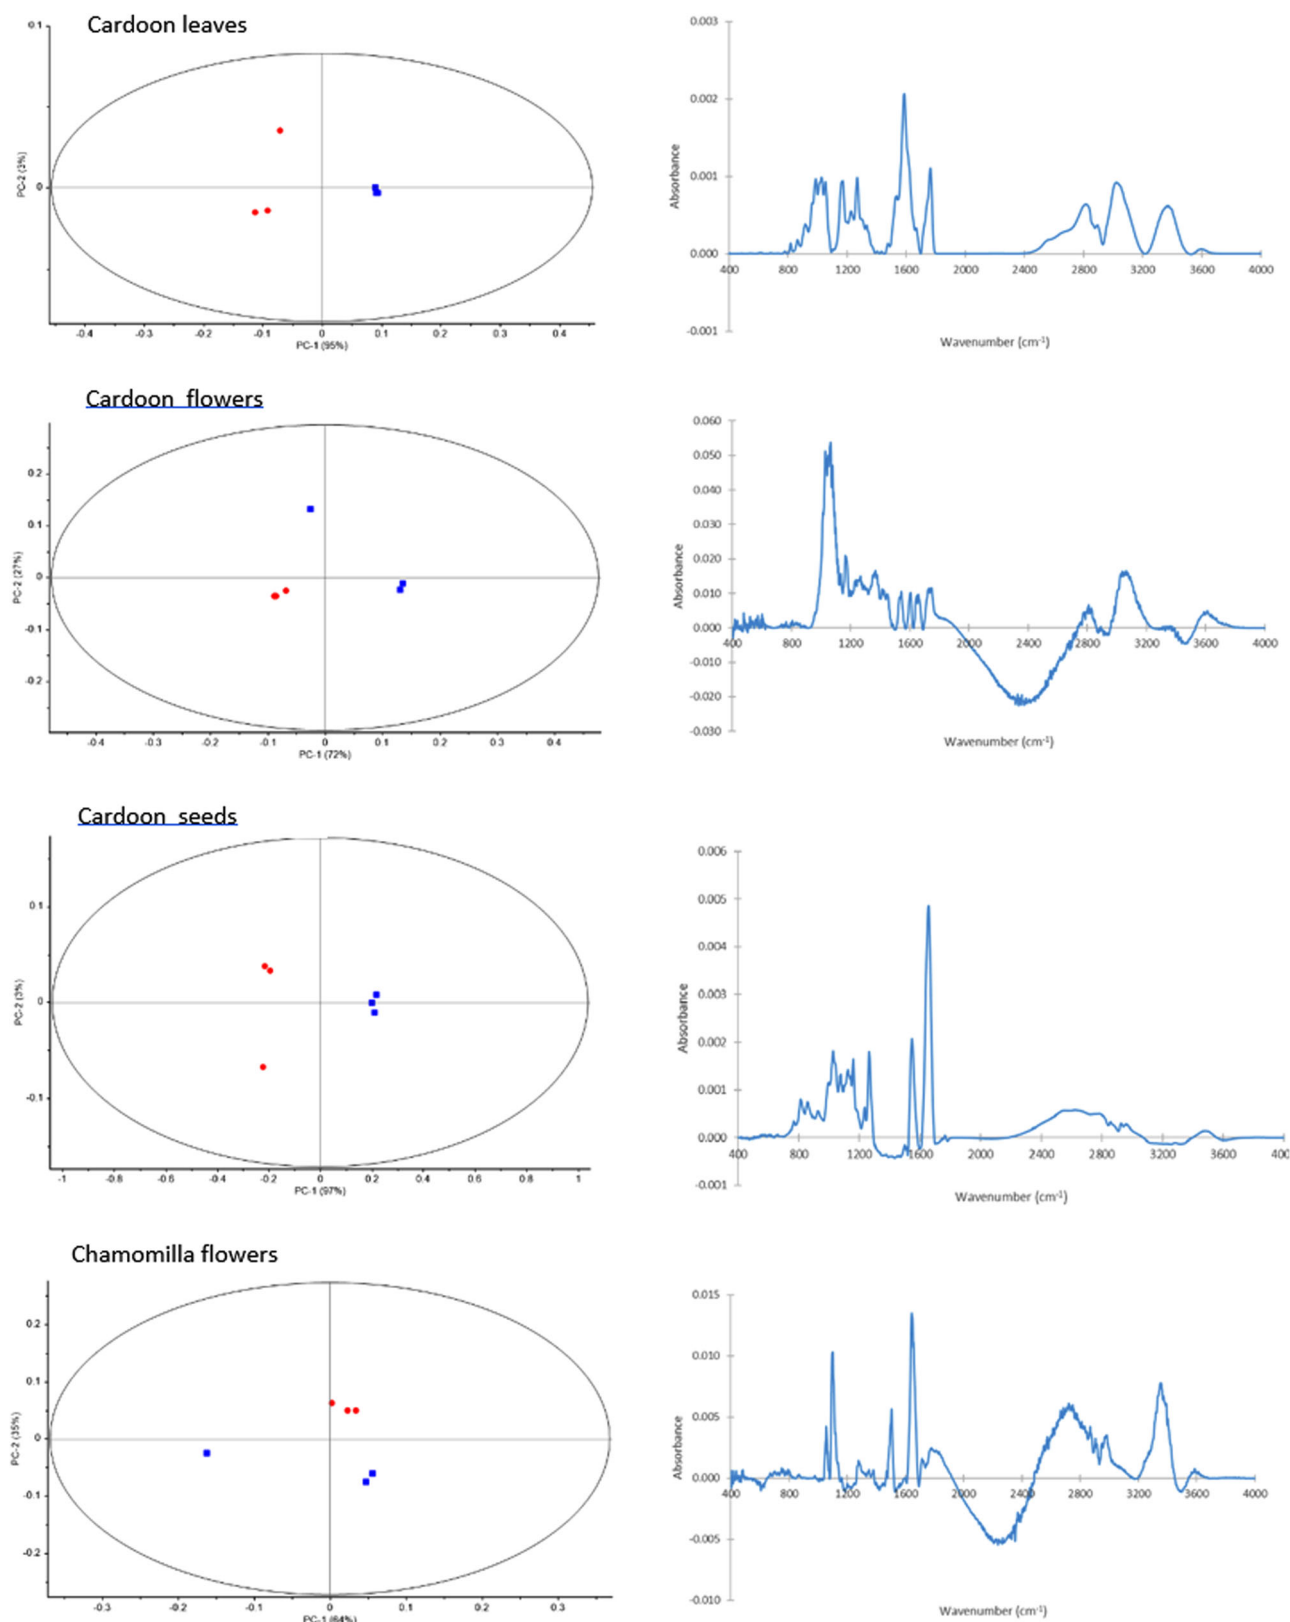 Cardoon leaves
0.1
0
PC-2 (3%)
-0.4 -0.3 -0.2 -0.1 0 0.1 0.2 0.3 0.4
PC-1 (95%)
0.003
0.002
0.001
0.000
-0.001
Absorbance
400 800 1200 1600 2000 2400 2800 3200 3600 4000
Wavenumber (cm-1)
Cardoon flowers
0.2
0.1
0
-0.1
-0.2
PC-2 (27%)
-0.4 -0.3 -0.2 -0.1 0 0.1 0.2 0.3 0.4
PC-1 (72%)
0.060
0.050
0.040
0.030
0.020
0.010
0.000
-0.010
-0.020
-0.030
Absorbance
400 800 1200 1600 2000 2400 2800 3200 3600 4000
Wavenumber (cm-1)
Cardoon seeds
0.1
0
-0.1
PC-2 (3%)
-1 -0.8 -0.6 -0.4 -0.2 0 0.2 0.4 0.6 0.8 1
PC-1 (97%)
0.006
0.005
0.004
0.003
0.002
0.001
0.000
-0.001
Absorbance
400 800 1200 1600 2000 2400 2800 3200 3600 400
Wavenumber (cm-1)
Chamomilla flowers
0.2
0.1
0
-0.1
-0.2
PC-2 (35%)
-0.3 -0.2 -0.1 0 0.1 0.2 0.3
PC-1 (64%)
0.015
0.010
0.005
0.000
-0.005
-0.010
Absorbance
400 800 1200 1600 2000 2400 2800 3200 3600 4000
Wavenumber (cm-1)